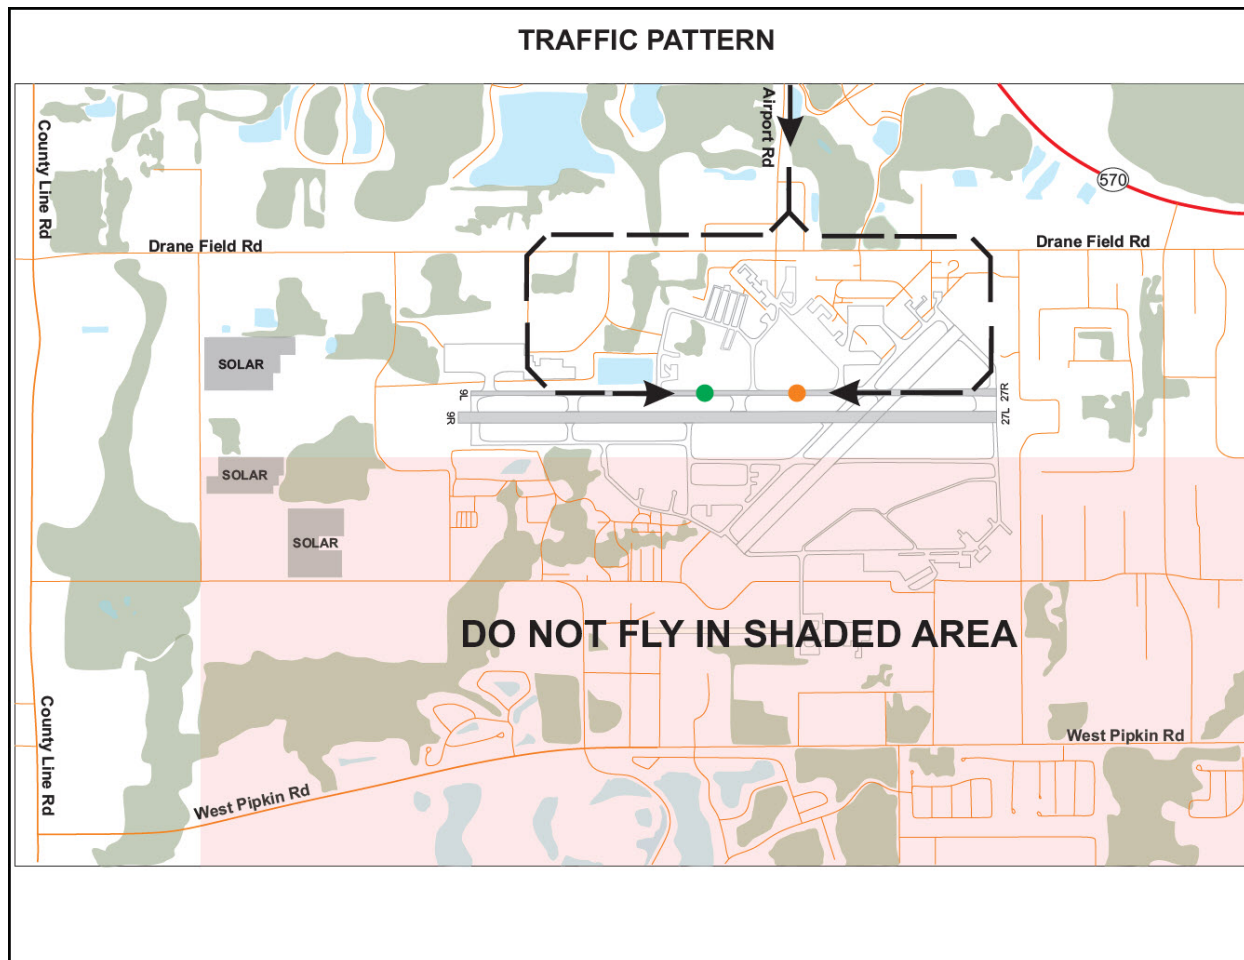 TRAFFIC PATTERN
County Line Rd
Airport Rd
570
Drane Field Rd
Drane Field Rd
SOLAR
9L
27R
9R
27L
SOLAR
SOLAR
DO NOT FLY IN SHADED AREA
County Line Rd
West Pipkin Rd
West Pipkin Rd